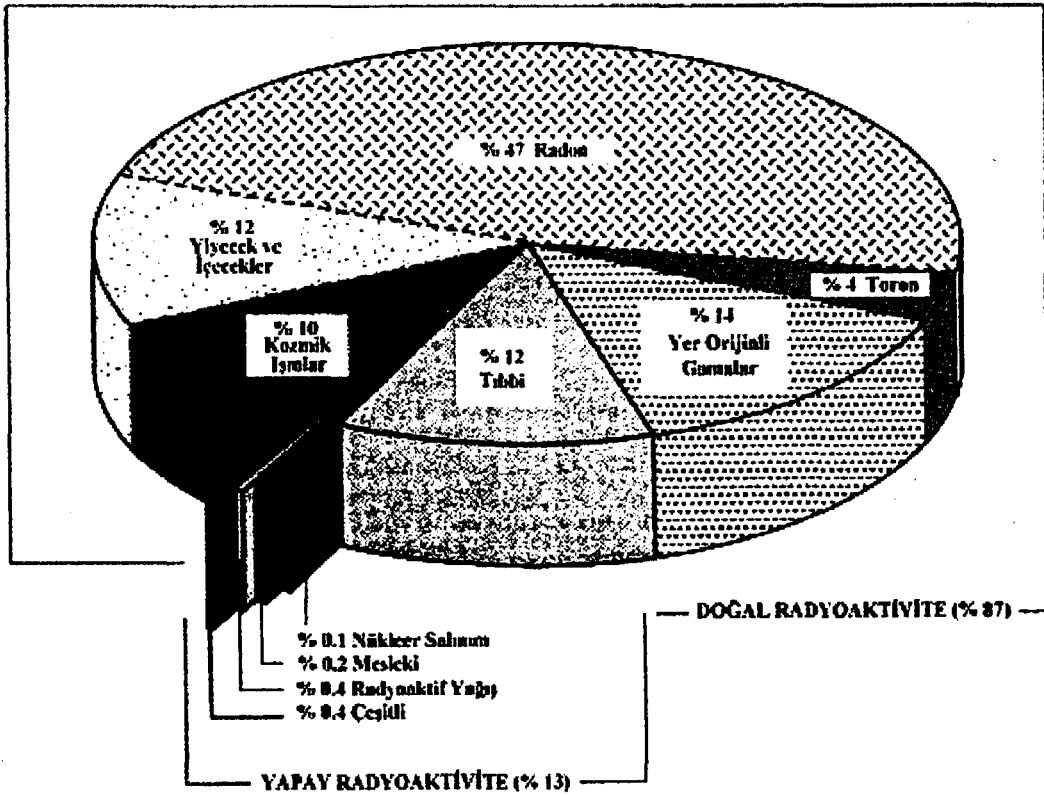 % 47 Radon
% 12
Yiyecek ve
İçecekler
% 4 Toron
% 10
Kozmik
Işınlar
% 12
Tıbbi
% 14
Yer Orijinli
Gamalar
% 0.1 Nükleer Salınım
% 0.2 Mesleki
% 0.4 Radyoaktif Yağış
% 0.4 Çeşitli
DOĞAL RADYOAKTİVİTE (% 87)
YAPAY RADYOAKTİVİTE (% 13)